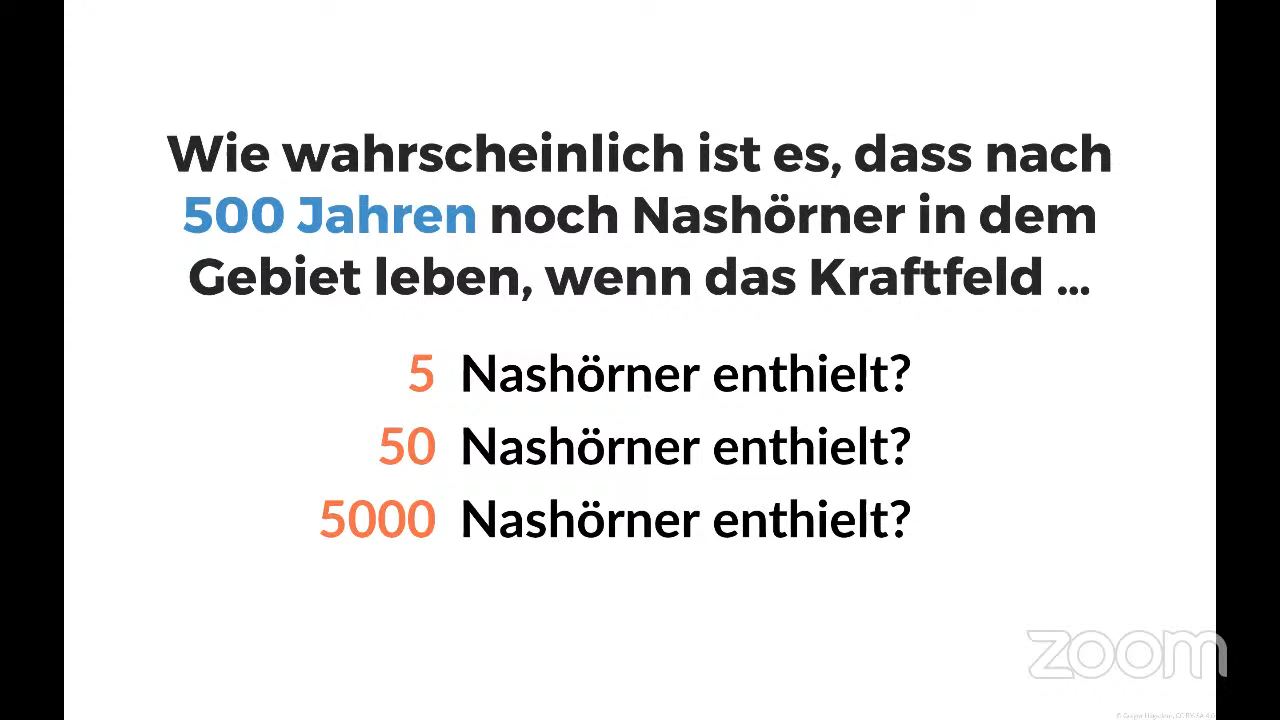 Wie wahrscheinlich ist es, dass nach
500 Jahren noch Nashörner in dem
Gebiet leben, wenn das Kraftfeld ...
5 Nashörner enthielt?
50 Nashörner enthielt?
5000 Nashörner enthielt?
zoom